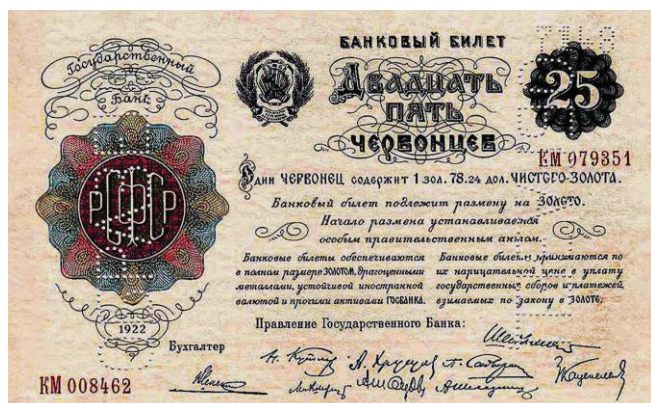 Государственный
Банк
РСФСР
1922
БАНКОВЫЙ БИЛЕТ
ДВАДЦАТЬ
ПЯТЬ
ЧЕРВОНЦЕВ
25
КМ 079351
Один ЧЕРВОНЕЦ содержит 1 зол. 78.24 дол. ЧИСТОГО ЗОЛОТА.
Банковый билет подлежит размену на ЗОЛОТО.
Начало размена устанавливается
особым правительственным актом.
Банковые билеты обеспечиваются
в полном размере ЗОЛОТОМ, драгоценными
металлами, устойчивой иностранной
валютой и прочими активами ГОСБАНКА.
Банковые билеты принимаются по
их нарицательной цене в уплату
государственных сборов и платежей,
взимаемых по закону в ЗОЛОТЕ.
Правление Государственного Банка:
Бухгалтер
КМ 008462